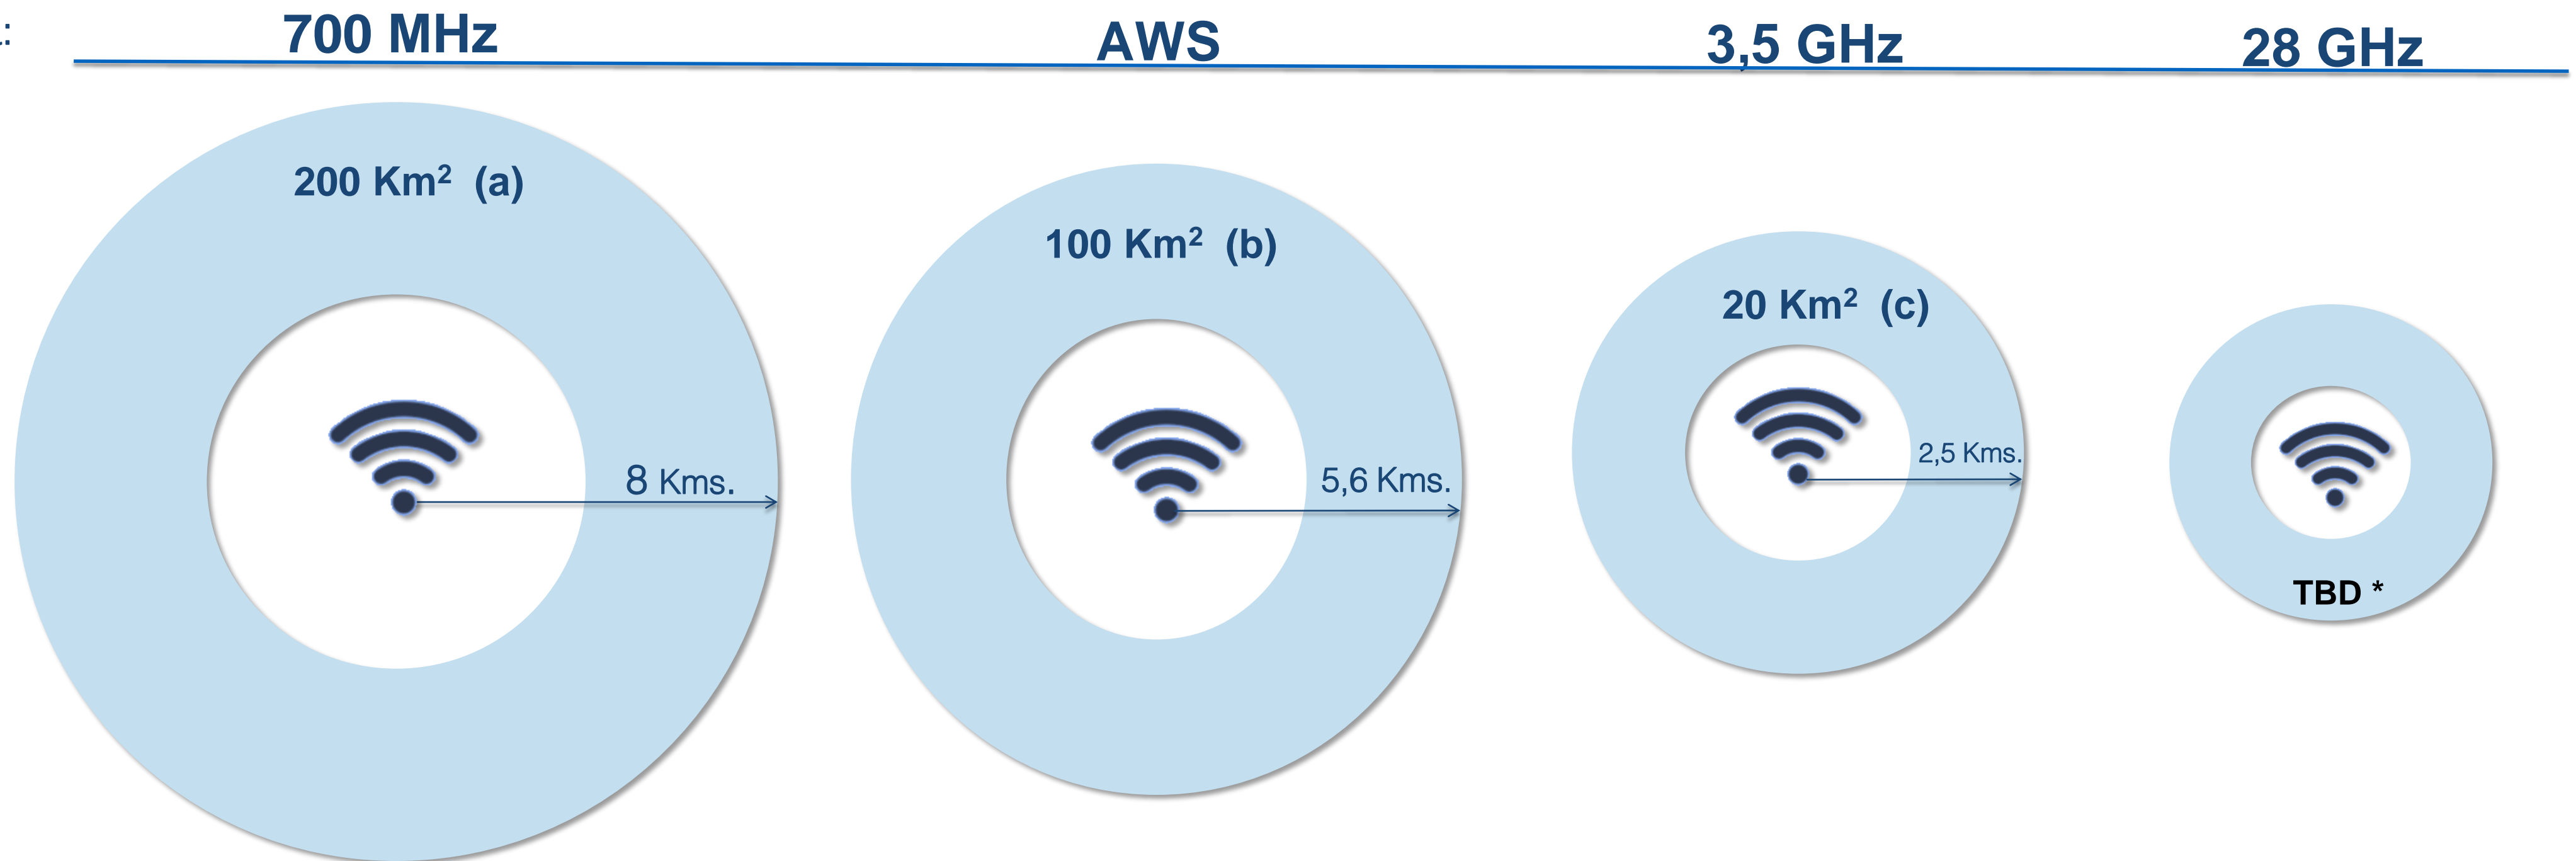 700 MHz
AWS
3,5 GHz
28 GHz
200 Km² (a)
100 Km² (b)
20 Km² (c)
8 Kms.
5,6 Kms.
2,5 Kms.
TBD *